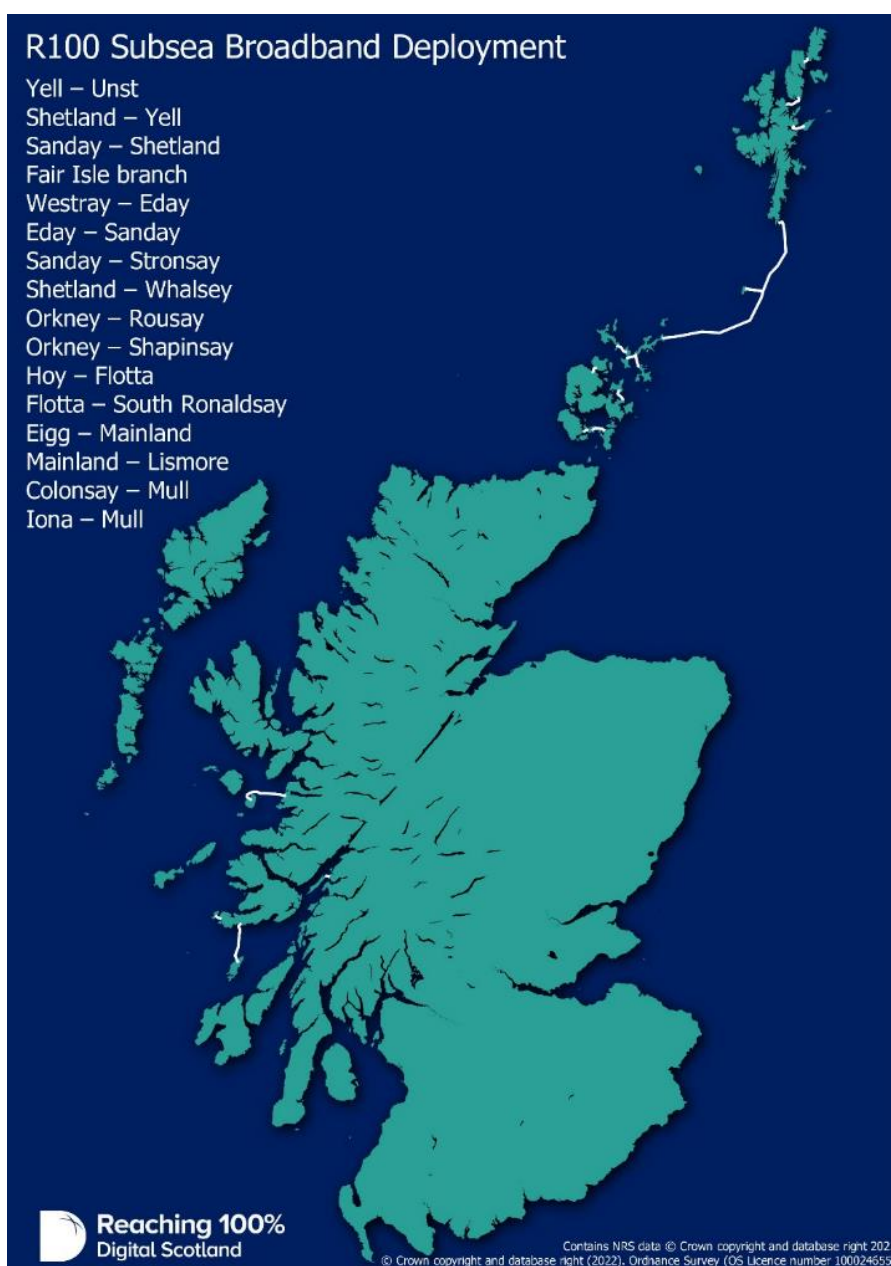 R100 Subsea Broadband Deployment
Yell – Unst
Shetland – Yell
Sanday – Shetland
Fair Isle branch
Westray – Eday
Eday – Sanday
Sanday – Stronsay
Shetland – Whalsey
Orkney – Rousay
Orkney – Shapinsay
Hoy – Flotta
Flotta – South Ronaldsay
Eigg – Mainland
Mainland – Lismore
Colonsay – Mull
Iona – Mull
Reaching 100%
Digital Scotland
Contains NRS data © Crown copyright and database right 202
© Crown copyright and database right (2022). Ordnance Survey (OS Licence number 100024655